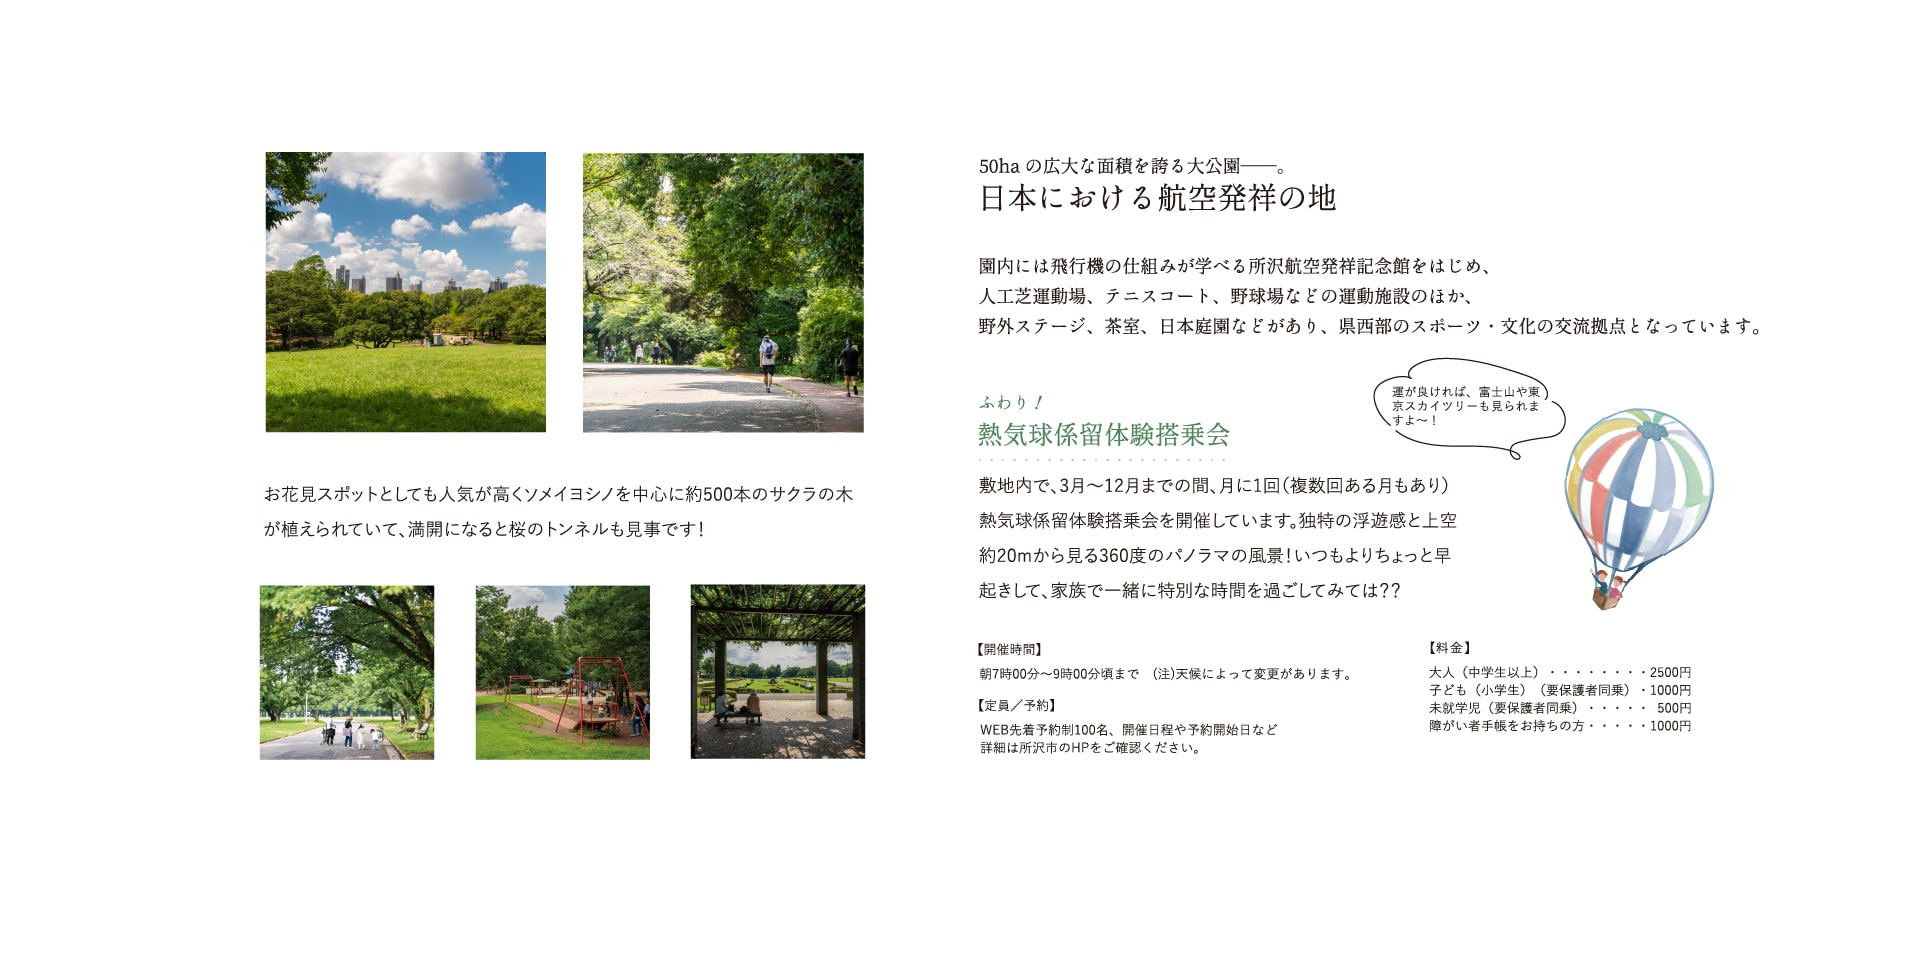 50haの広大な面積を誇る大公園――。
日本における航空発祥の地
園内には飛行機の仕組みが学べる所沢航空発祥記念館をはじめ、
人工芝運動場、テニスコート、野球場などの運動施設のほか、
野外ステージ、茶室、日本庭園などがあり、県西部のスポーツ・文化の交流拠点となっています。
お花見スポットとしても人気が高くソメイヨシノを中心に約500本のサクラの木
が植えられていて、満開になると桜のトンネルも見事です！
運が良ければ、富士山や東
京スカイツリーも見られま
すよ～！
ふわり！
熱気球係留体験搭乗会
敷地内で、3月～12月までの間、月に1回（複数回ある月もあり）
熱気球係留体験搭乗会を開催しています。独特の浮遊感と上空
約20mから見る360度のパノラマの風景！いつもよりちょっと早
起きして、家族で一緒に特別な時間を過ごしてみては？？
【開催時間】
朝7時00分～9時00分頃まで　(注)天候によって変更があります。
【定員／予約】
WEB先着予約制100名、開催日程や予約開始日など
詳細は所沢市のHPをご確認ください。
【料金】
大人（中学生以上）・・・・・・・・2500円
子ども（小学生）（要保護者同乗）・1000円
未就学児（要保護者同乗）・・・・・ 500円
障がい者手帳をお持ちの方・・・・・1000円